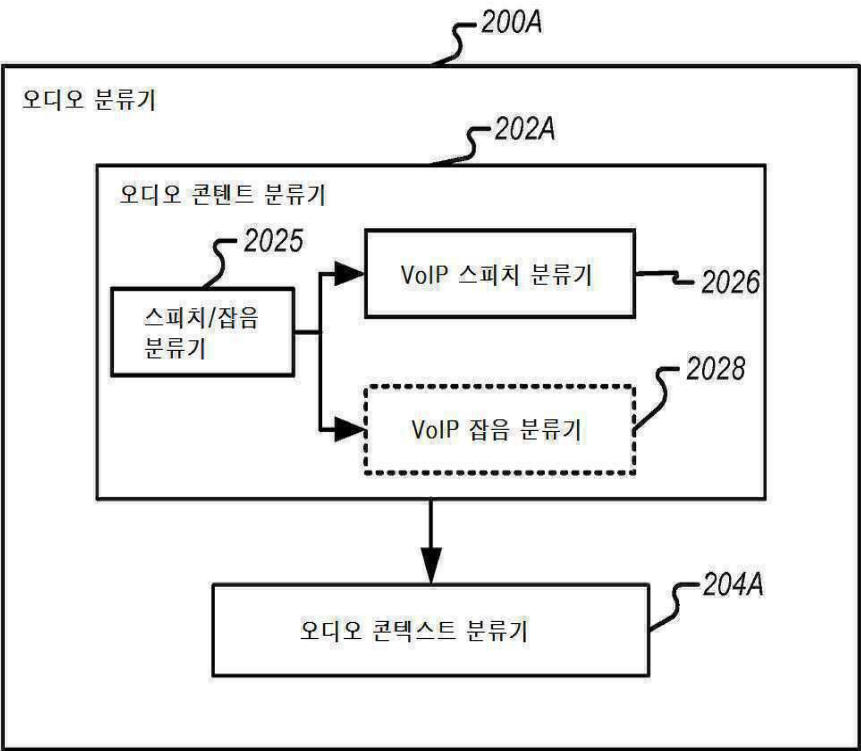 200A
오디오 분류기
202A
오디오 콘텐트 분류기
2025
스피치/잡음
분류기
VoIP 스피치 분류기
2026
VoIP 잡음 분류기
2028
오디오 콘텍스트 분류기
204A